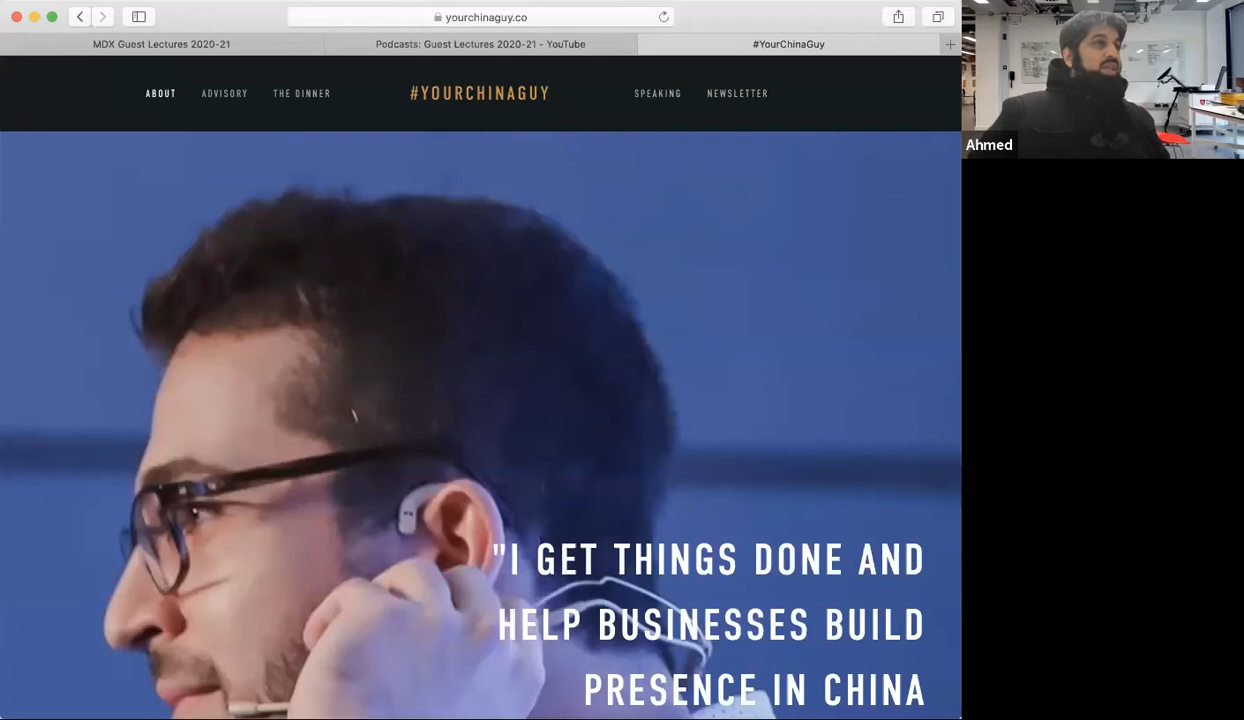 yourchinaguy.co
MDX Guest Lectures 2020-21
Podcasts: Guest Lectures 2020-21 - YouTube
#YourChinaGuy
ABOUT
ADVISORY
THE DINNER
#YOURCHINAGUY
SPEAKING
NEWSLETTER
Ahmed
"I GET THINGS DONE AND
HELP BUSINESSES BUILD
PRESENCE IN CHINA